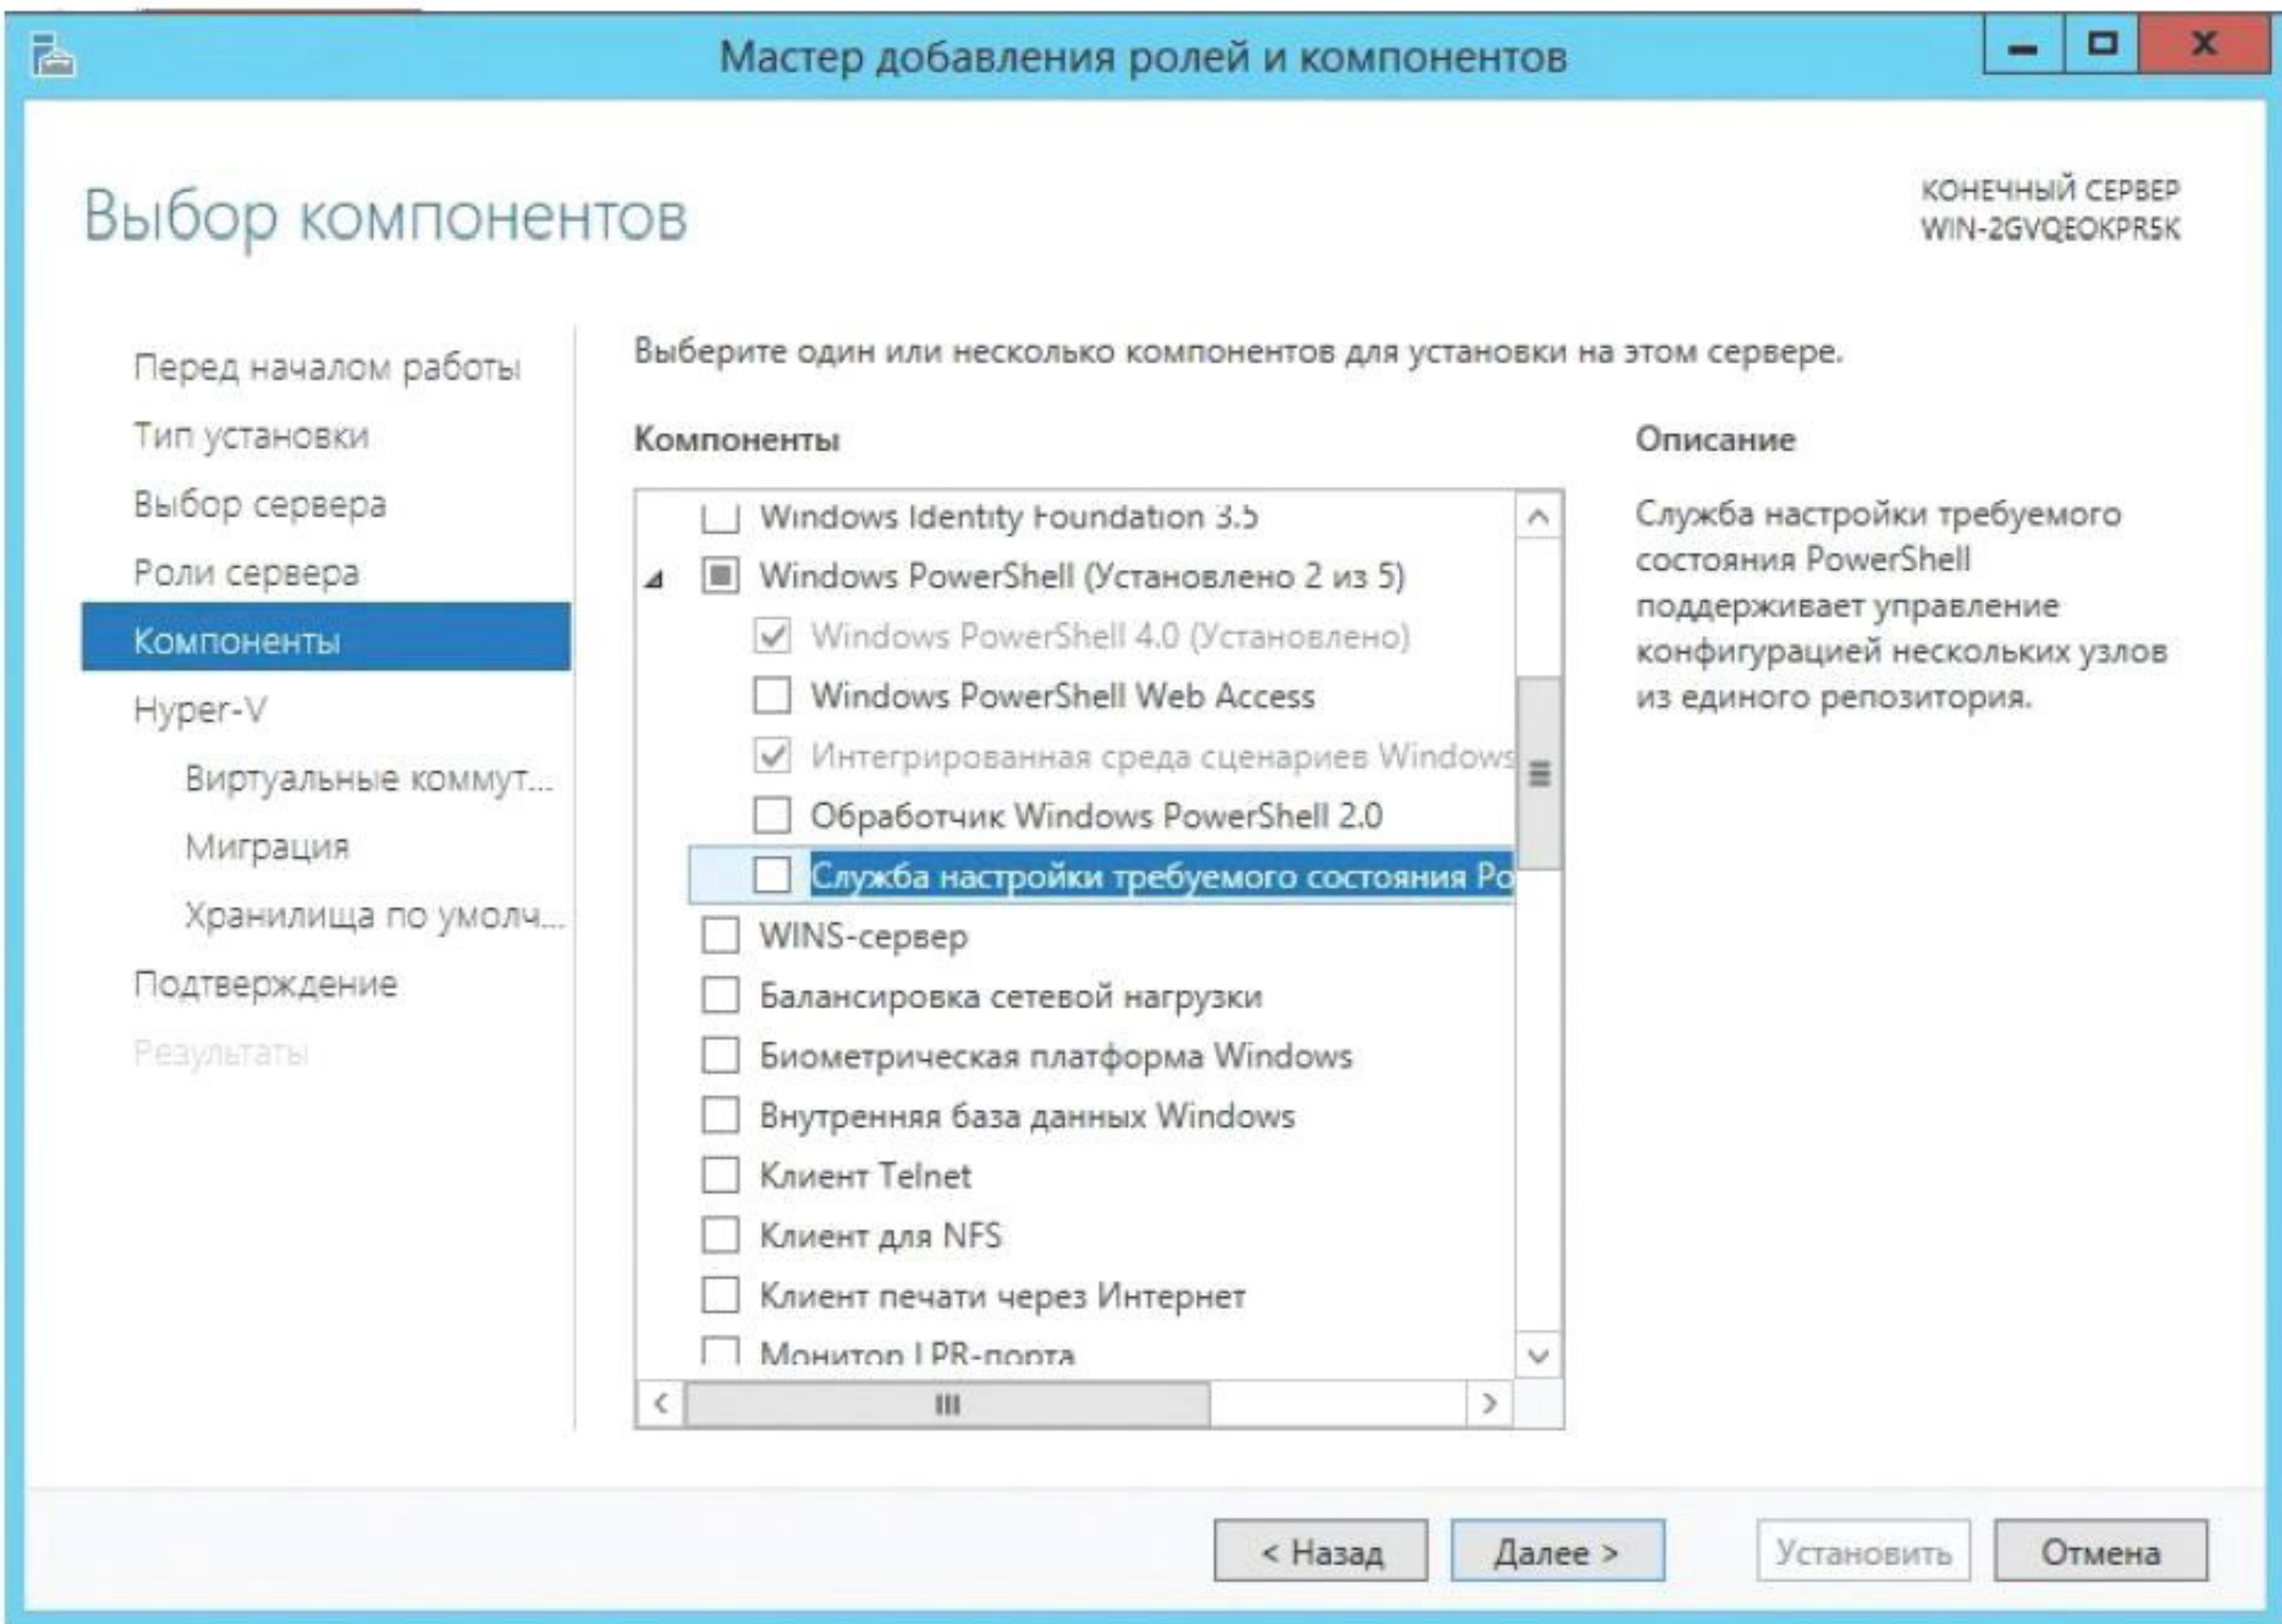 Мастер добавления ролей и компонентов
Выбор компонентов
КОНЕЧНЫЙ СЕРВЕР
WIN-2GVQEOKPR5K
Перед началом работы
Тип установки
Выбор сервера
Роли сервера
Компоненты
Hyper-V
Виртуальные коммут...
Миграция
Хранилища по умолч...
Подтверждение
Результаты
Выберите один или несколько компонентов для установки на этом сервере.
Компоненты
Windows Identity Foundation 3.5
Windows PowerShell (Установлено 2 из 5)
Windows PowerShell 4.0 (Установлено)
Windows PowerShell Web Access
Интегрированная среда сценариев Windows
Обработчик Windows PowerShell 2.0
Служба настройки требуемого состояния Po
WINS-сервер
Балансировка сетевой нагрузки
Биометрическая платформа Windows
Внутренняя база данных Windows
Клиент Telnet
Клиент для NFS
Клиент печати через Интернет
Монитор LPR-порта
Описание
Служба настройки требуемого
состояния PowerShell
поддерживает управление
конфигурацией нескольких узлов
из единого репозитория.
< Назад
Далее >
Установить
Отмена